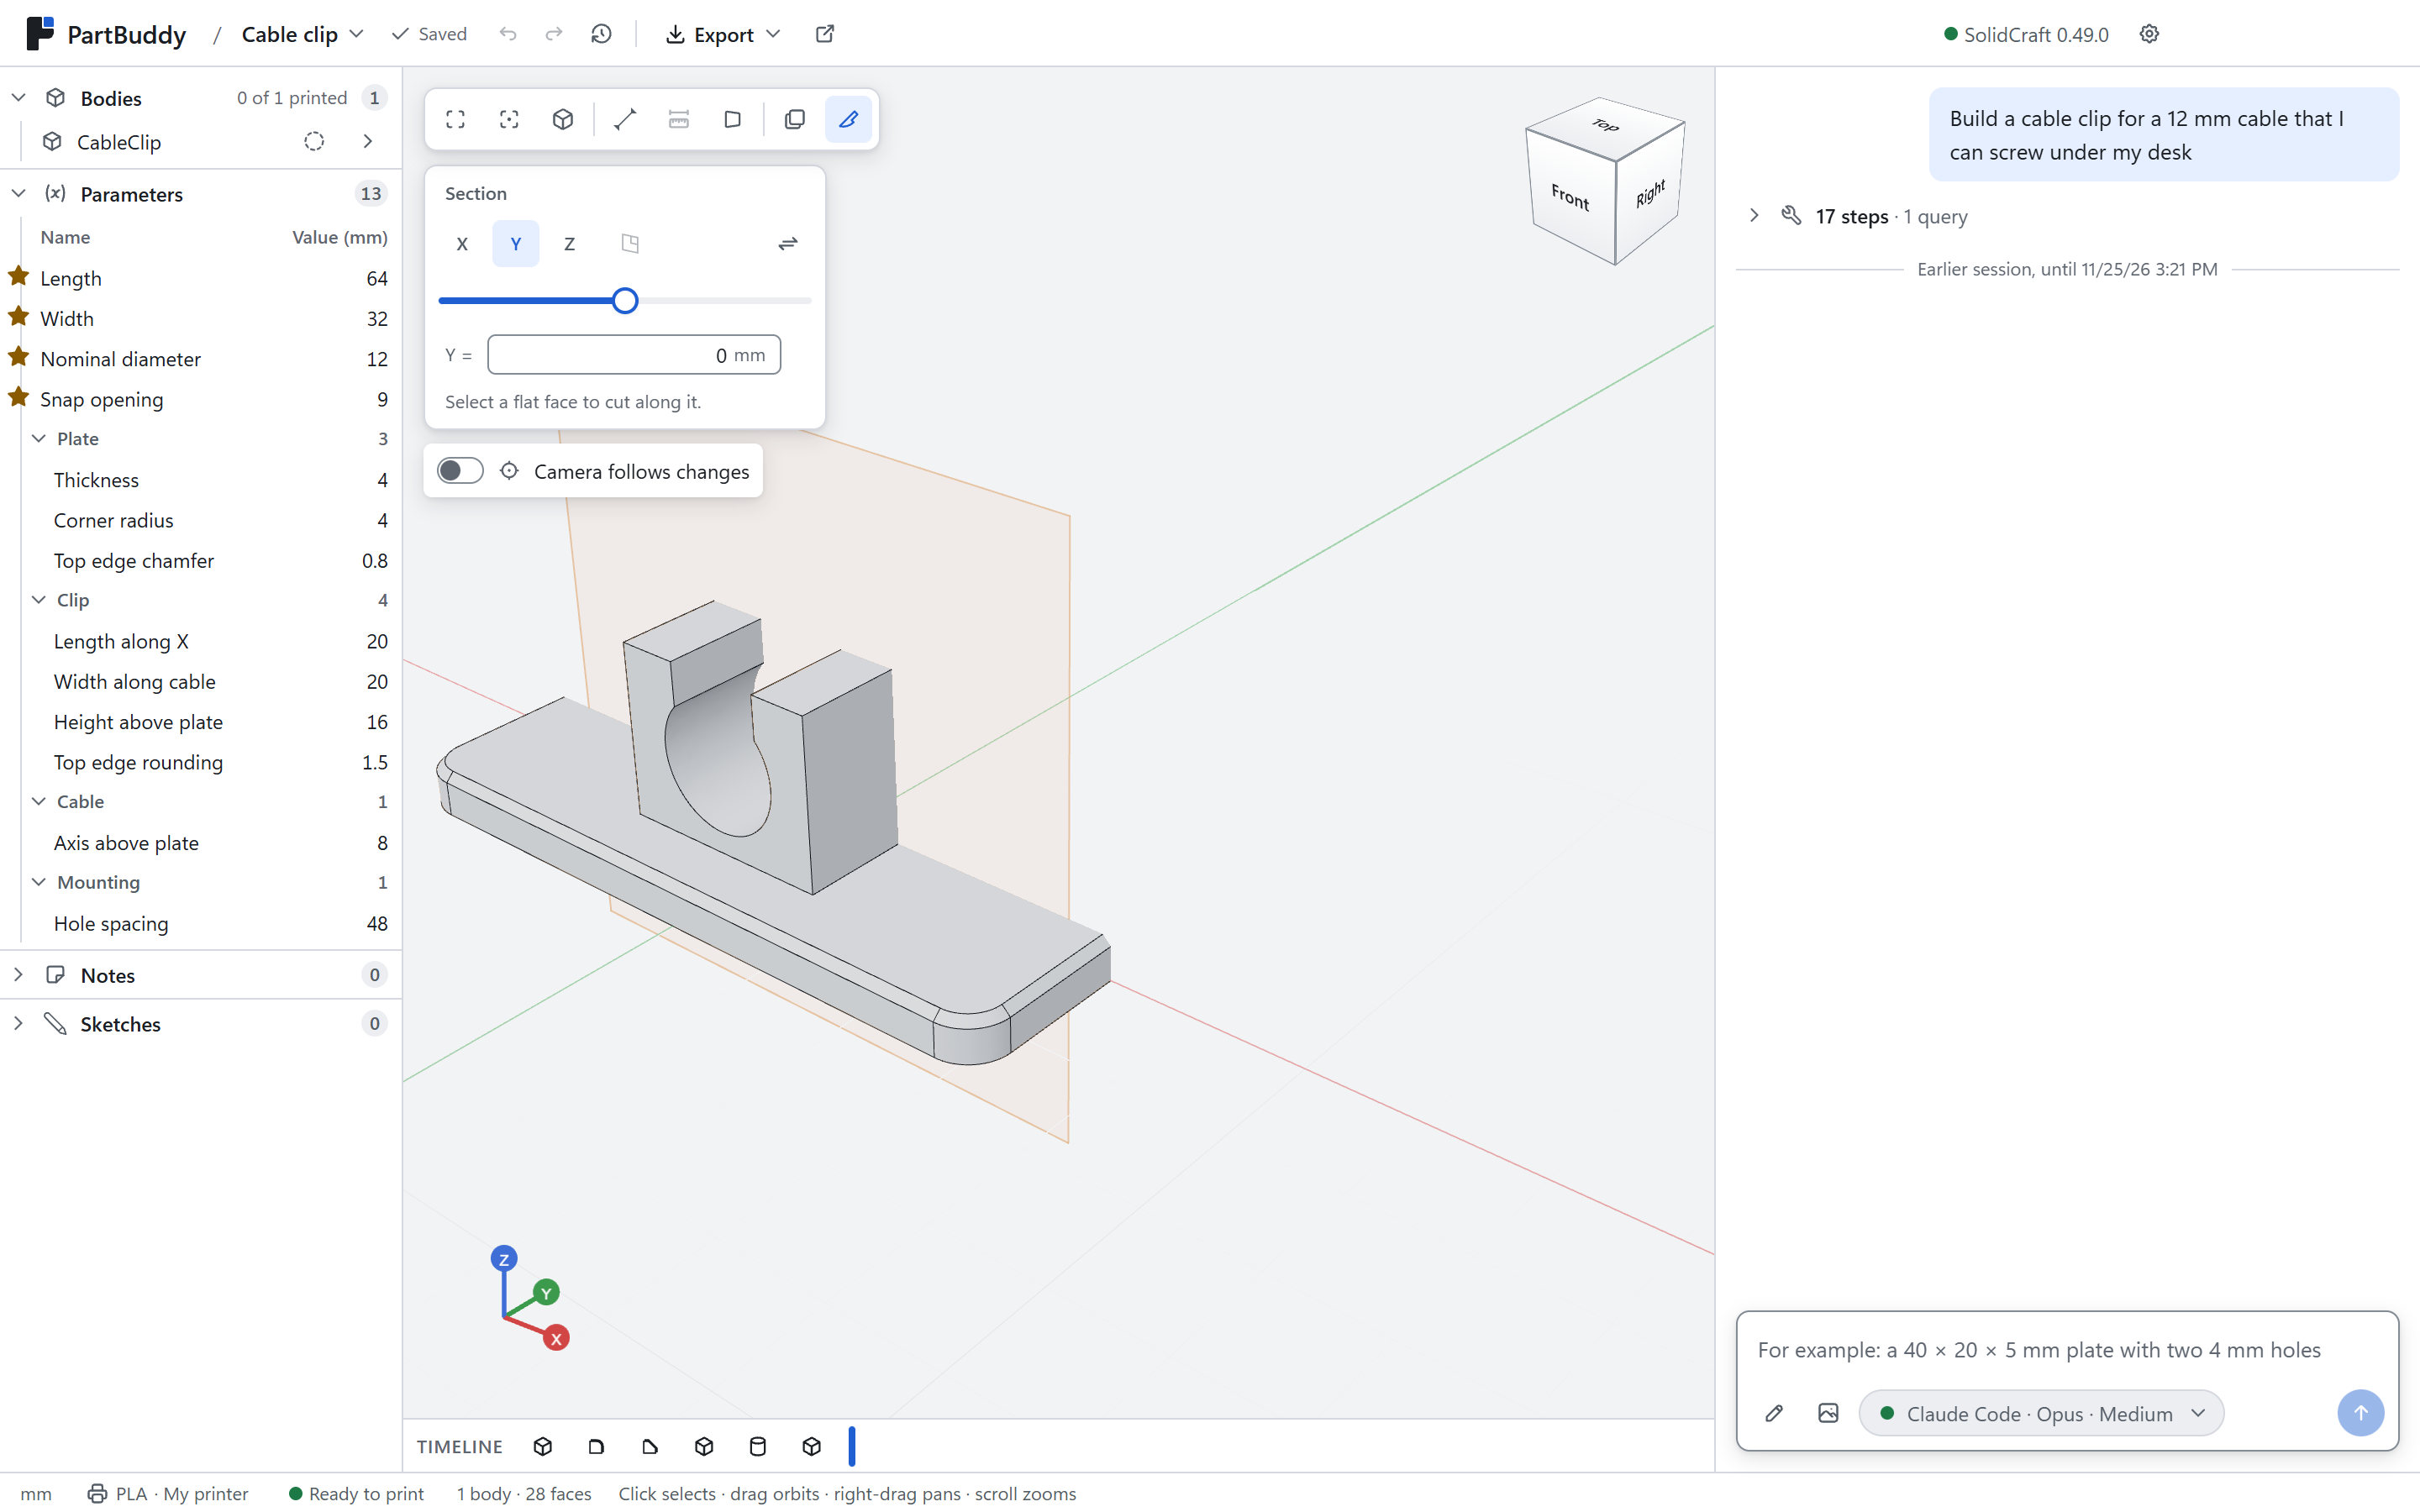 PartBuddy / Cable clip Saved Export SolidCraft 0.49.0
Bodies 0 of 1 printed 1
CableClip
Parameters 13
Name Value (mm)
Length 64
Width 32
Nominal diameter 12
Snap opening 9
Plate 3
Thickness 4
Corner radius 4
Top edge chamfer 0.8
Clip 4
Length along X 20
Width along cable 20
Height above plate 16
Top edge rounding 1.5
Cable 1
Axis above plate 8
Mounting 1
Hole spacing 48
Notes 0
Sketches 0
Section
X Y Z
Y = 0 mm
Select a flat face to cut along it.
Camera follows changes
Top
Front
Right
Z
Y
X
TIMELINE
Build a cable clip for a 12 mm cable that I
can screw under my desk
17 steps · 1 query
Earlier session, until 11/25/26 3:21 PM
For example: a 40 × 20 × 5 mm plate with two 4 mm holes
Claude Code · Opus · Medium
mm PLA · My printer Ready to print 1 body · 28 faces Click selects · drag orbits · right-drag pans · scroll zooms